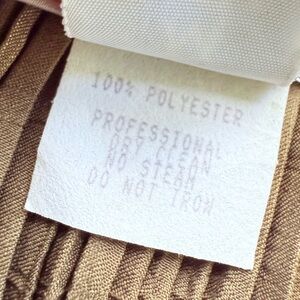 100% POLYESTER
PROFESSIONAL
DRY CLEAN
NO STEAM
DO NOT IRON